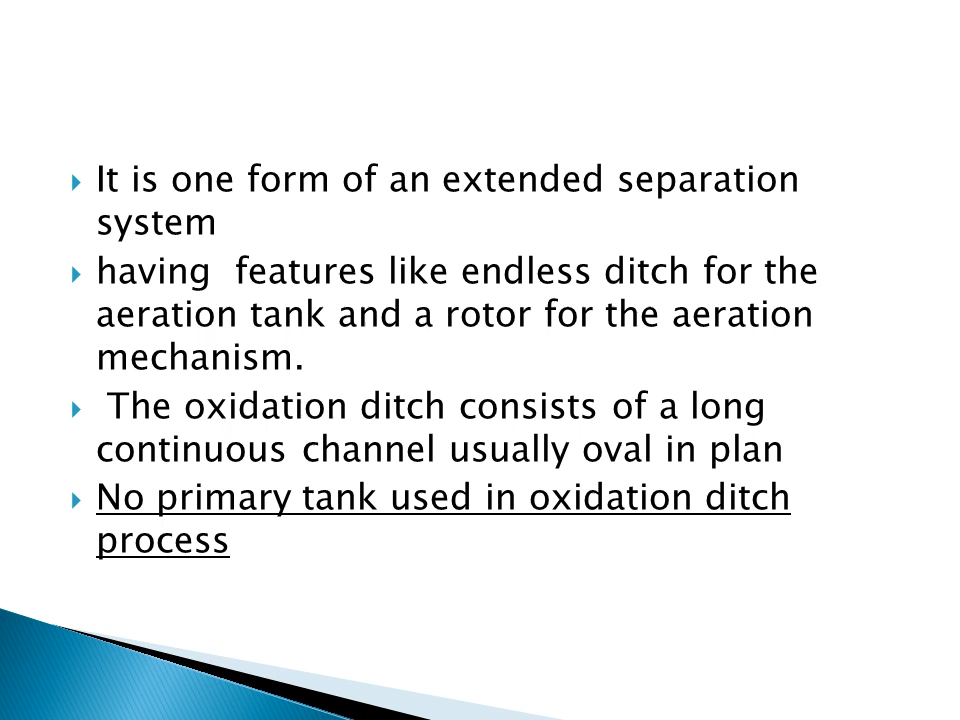 It is one form of an extended separation
system
having  features like endless ditch for the
aeration tank and a rotor for the aeration
mechanism.
The oxidation ditch consists of a long
continuous channel usually oval in plan
No primary tank used in oxidation ditch
process